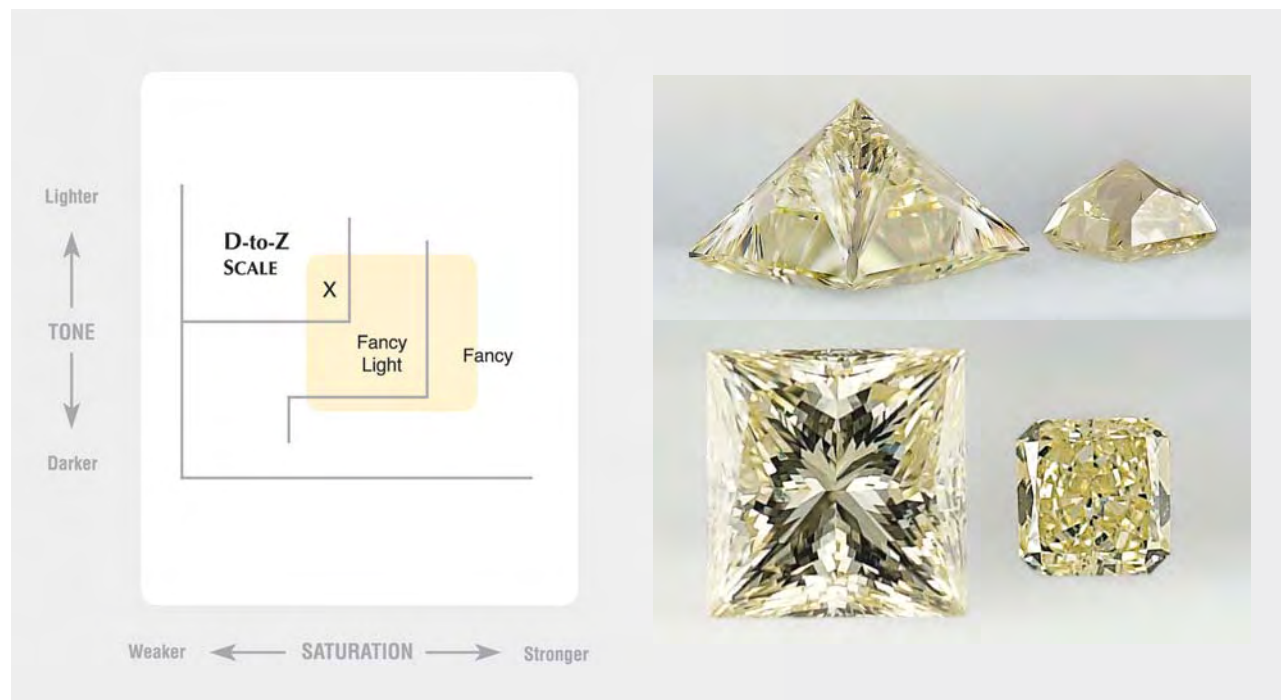 Lighter
TONE
Darker
D-to-Z
SCALE
X
Fancy
Light
Fancy
Weaker
SATURATION
Stronger